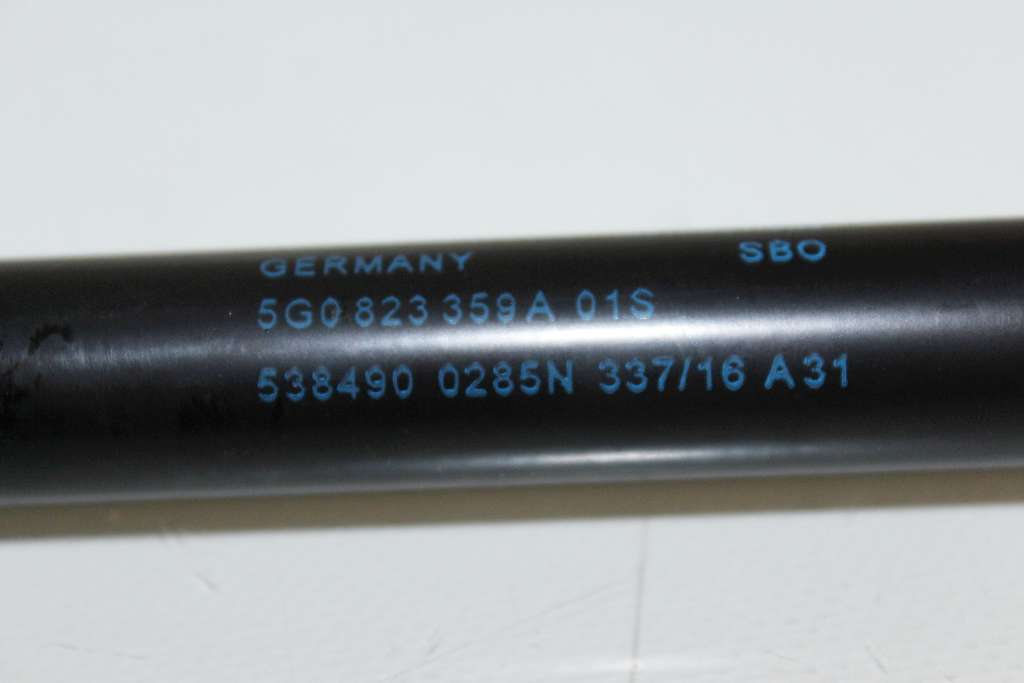 GERMANY SBO
5G0 823 359A 01S
538490 0285N 337/16 A31